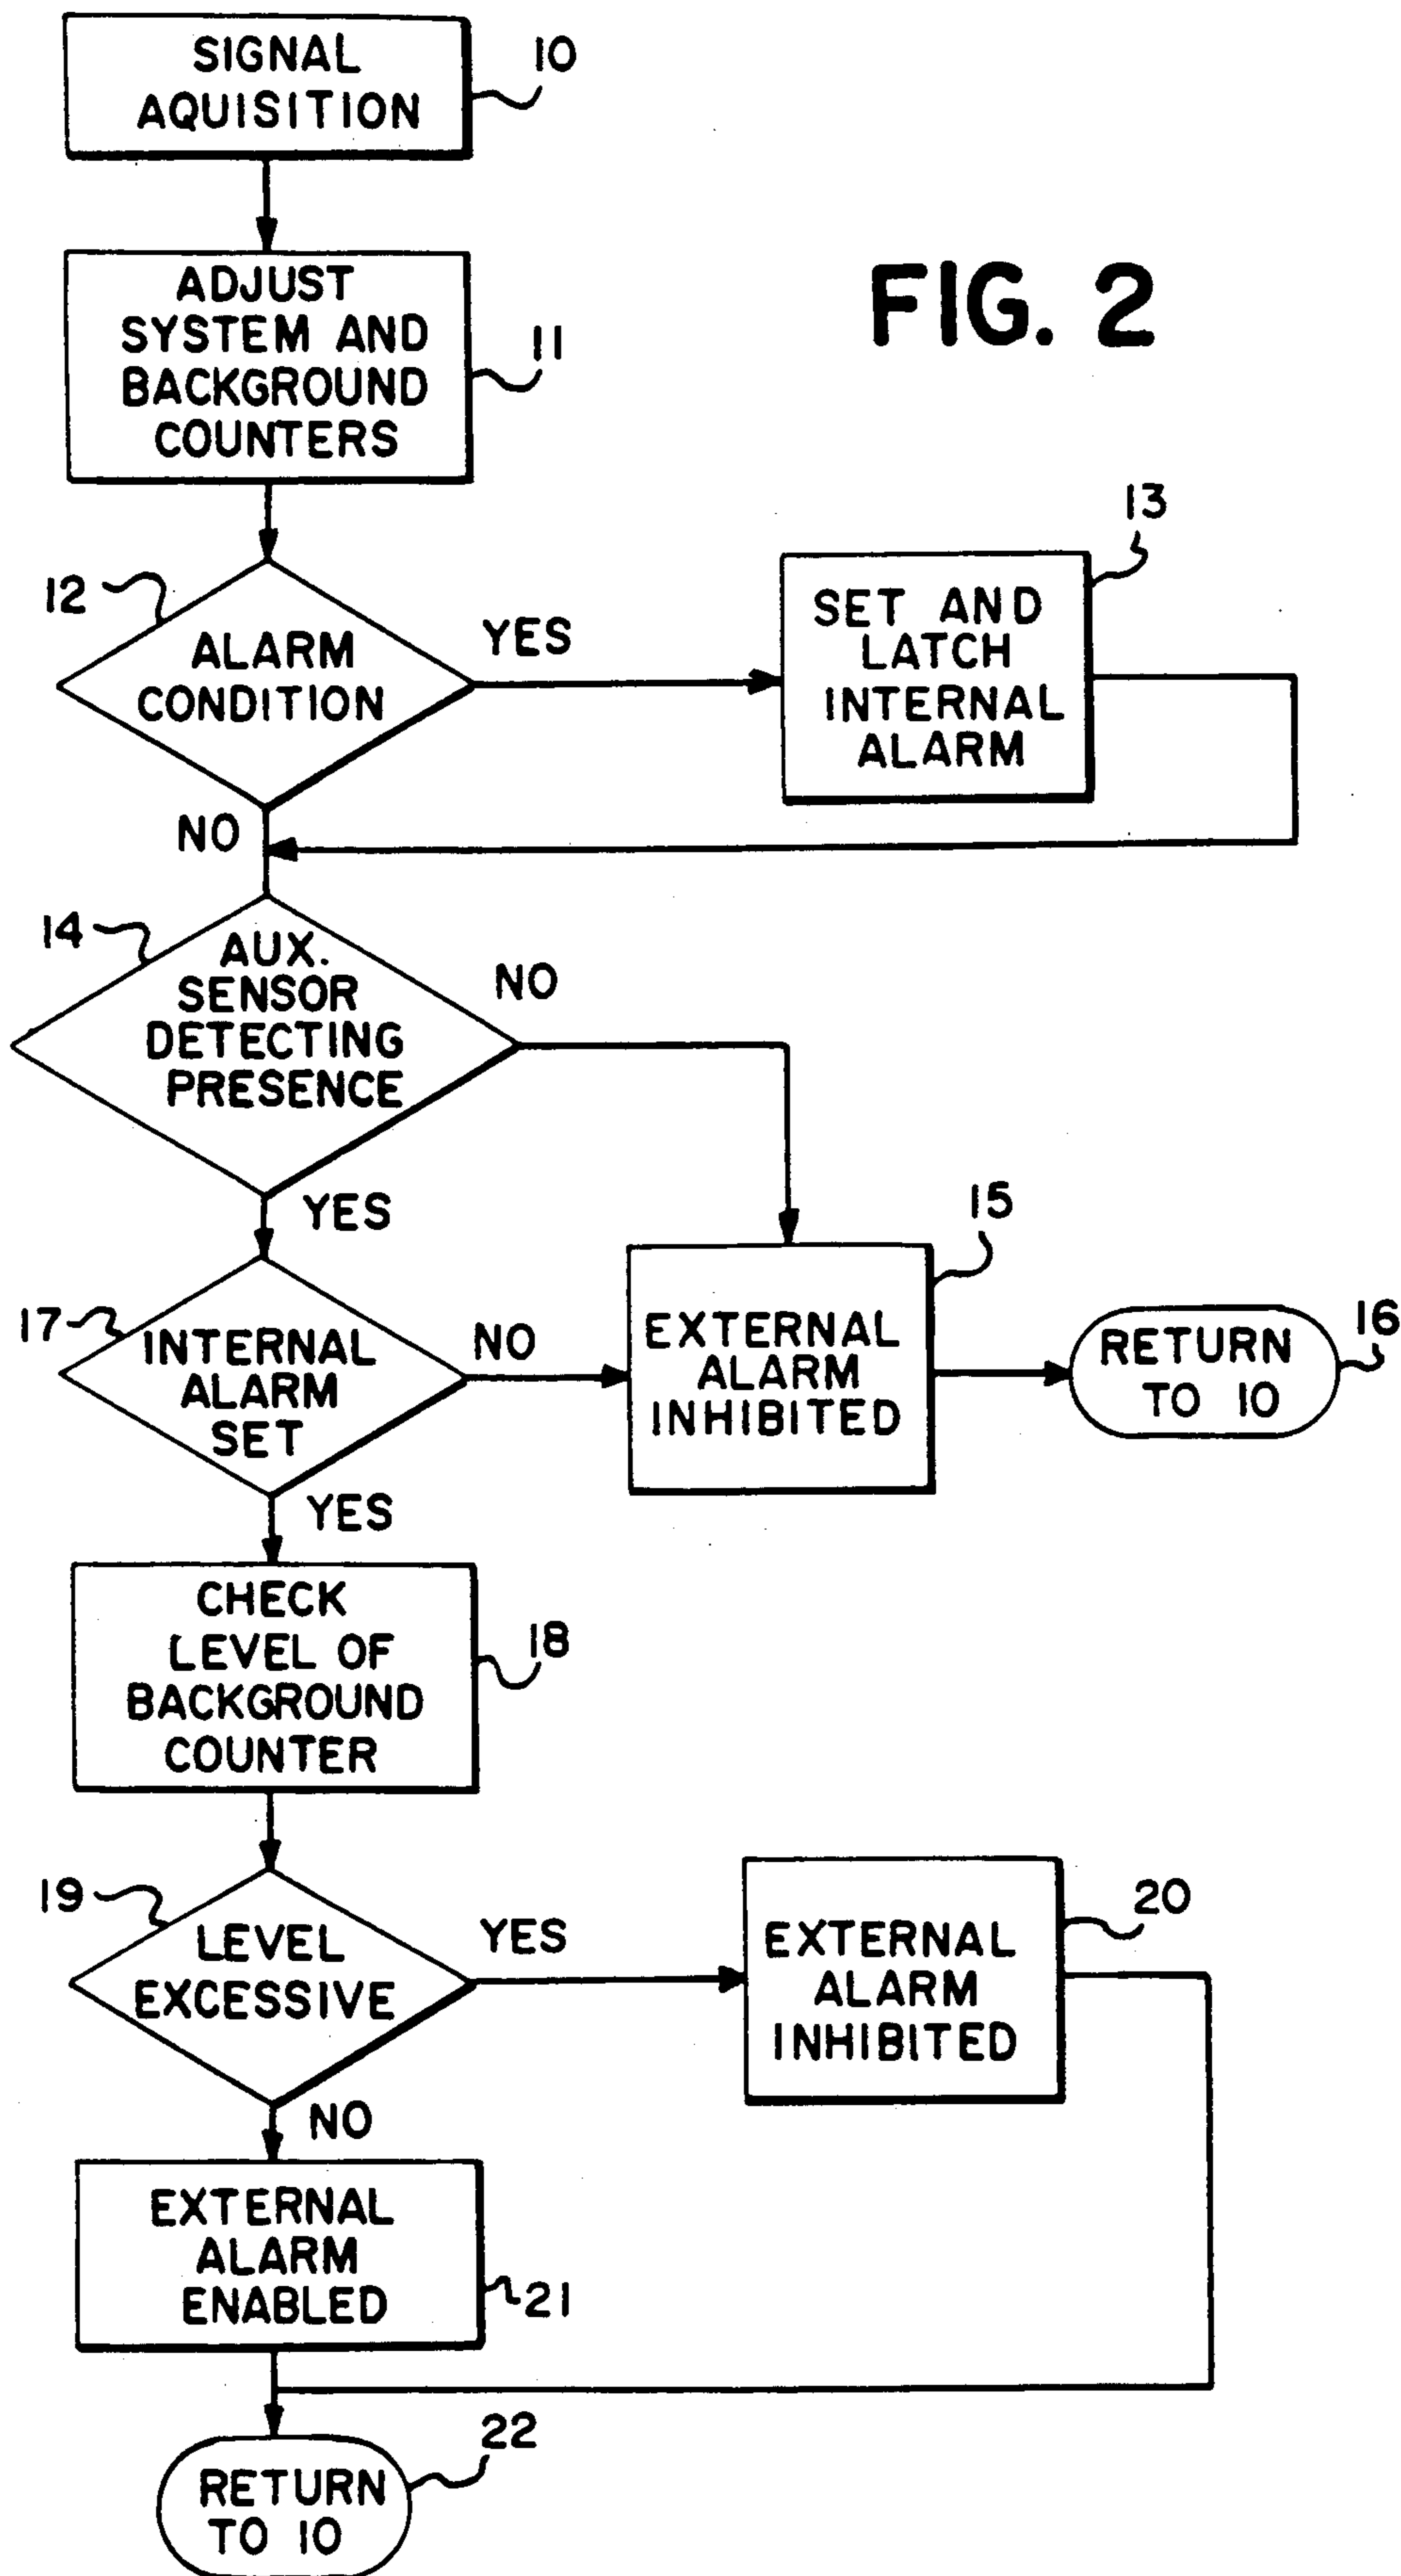 SIGNAL
AQUISITION
10
FIG. 2
ADJUST
SYSTEM AND
BACKGROUND
COUNTERS
11
12
ALARM
CONDITION
YES
13
SET AND
LATCH
INTERNAL
ALARM
NO
14
AUX.
SENSOR
DETECTING
PRESENCE
NO
YES
15
17
INTERNAL
ALARM
SET
NO
EXTERNAL
ALARM
INHIBITED
RETURN
TO 10
16
YES
CHECK
LEVEL OF
BACKGROUND
COUNTER
18
19
LEVEL
EXCESSIVE
YES
EXTERNAL
ALARM
INHIBITED
20
NO
EXTERNAL
ALARM
ENABLED
21
22
RETURN
TO 10